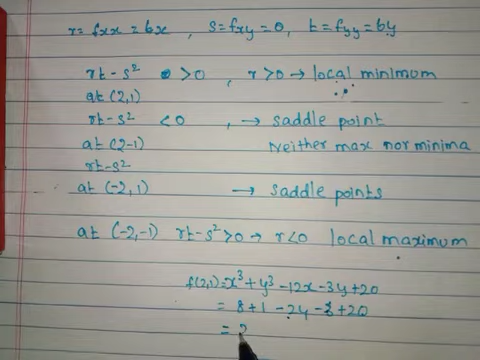 r = fxx = 6x , s = fxy = 0, t = fyy = 6y
rt - s² > 0 , r > 0 → local minimum
at (2,1)
rt - s² < 0 , → saddle point
at (2-1) Neither max nor minima
rt - s²
at (-2, 1) → saddle points
at (-2,-1) rt - s² > 0 → r < 0 local maximum
f(2,1) = x³ + y³ - 12x - 3y + 20
= 8 + 1 - 24 - 3 + 20
= 2